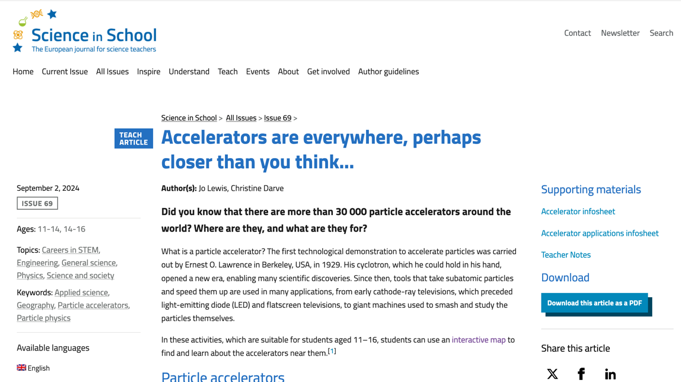 Science in School
The European journal for science teachers
Contact Newsletter Search
Home Current Issue All Issues Inspire Understand Teach Events About Get involved Author guidelines
Science in School > All Issues > Issue 69 >
TEACH
ARTICLE
Accelerators are everywhere, perhaps
closer than you think…
September 2, 2024
ISSUE 69
Ages: 11-14, 14-16
Topics: Careers in STEM,
Engineering, General science,
Physics, Science and society
Keywords: Applied science,
Geography, Particle accelerators,
Particle physics
Available languages
English
Author(s): Jo Lewis, Christine Darve
Did you know that there are more than 30 000 particle accelerators around the
world? Where are they, and what are they for?
What is a particle accelerator? The first technological demonstration to accelerate particles was carried
out by Ernest O. Lawrence in Berkeley, USA, in 1929. His cyclotron, which he could hold in his hand,
opened a new era, enabling many scientific discoveries. Since then, tools that take subatomic particles
and speed them up are used in many applications, from early cathode-ray televisions, which preceded
light-emitting diode (LED) and flatscreen televisions, to giant machines used to smash and study the
particles themselves.
In these activities, which are suitable for students aged 11–16, students can use an interactive map to
find and learn about the accelerators near them.[1]
Particle accelerators
Supporting materials
Accelerator infosheet
Accelerator applications infosheet
Teacher Notes
Download
Download this article as a PDF
Share this article